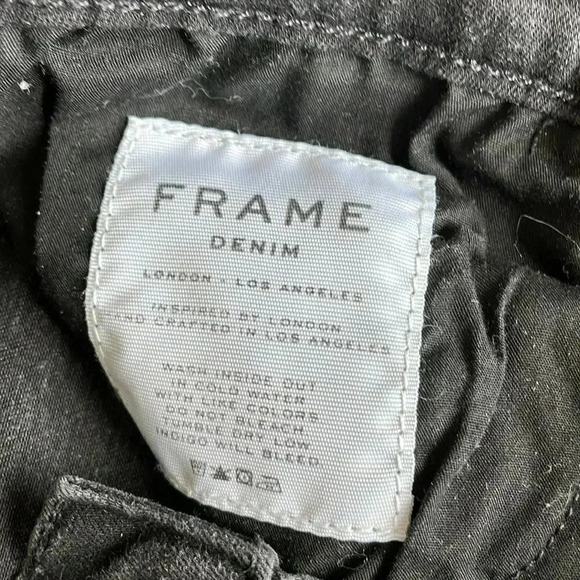 FRAME
DENIM
LONDON - LOS ANGELES
INSPIRED BY LONDON
AND CRAFTED IN LOS ANGELES
WASH INSIDE OUT
IN COLD WATER
WITH LIKE COLORS
DO NOT BLEACH
TUMBLE DRY LOW
INDIGO WILL BLEED